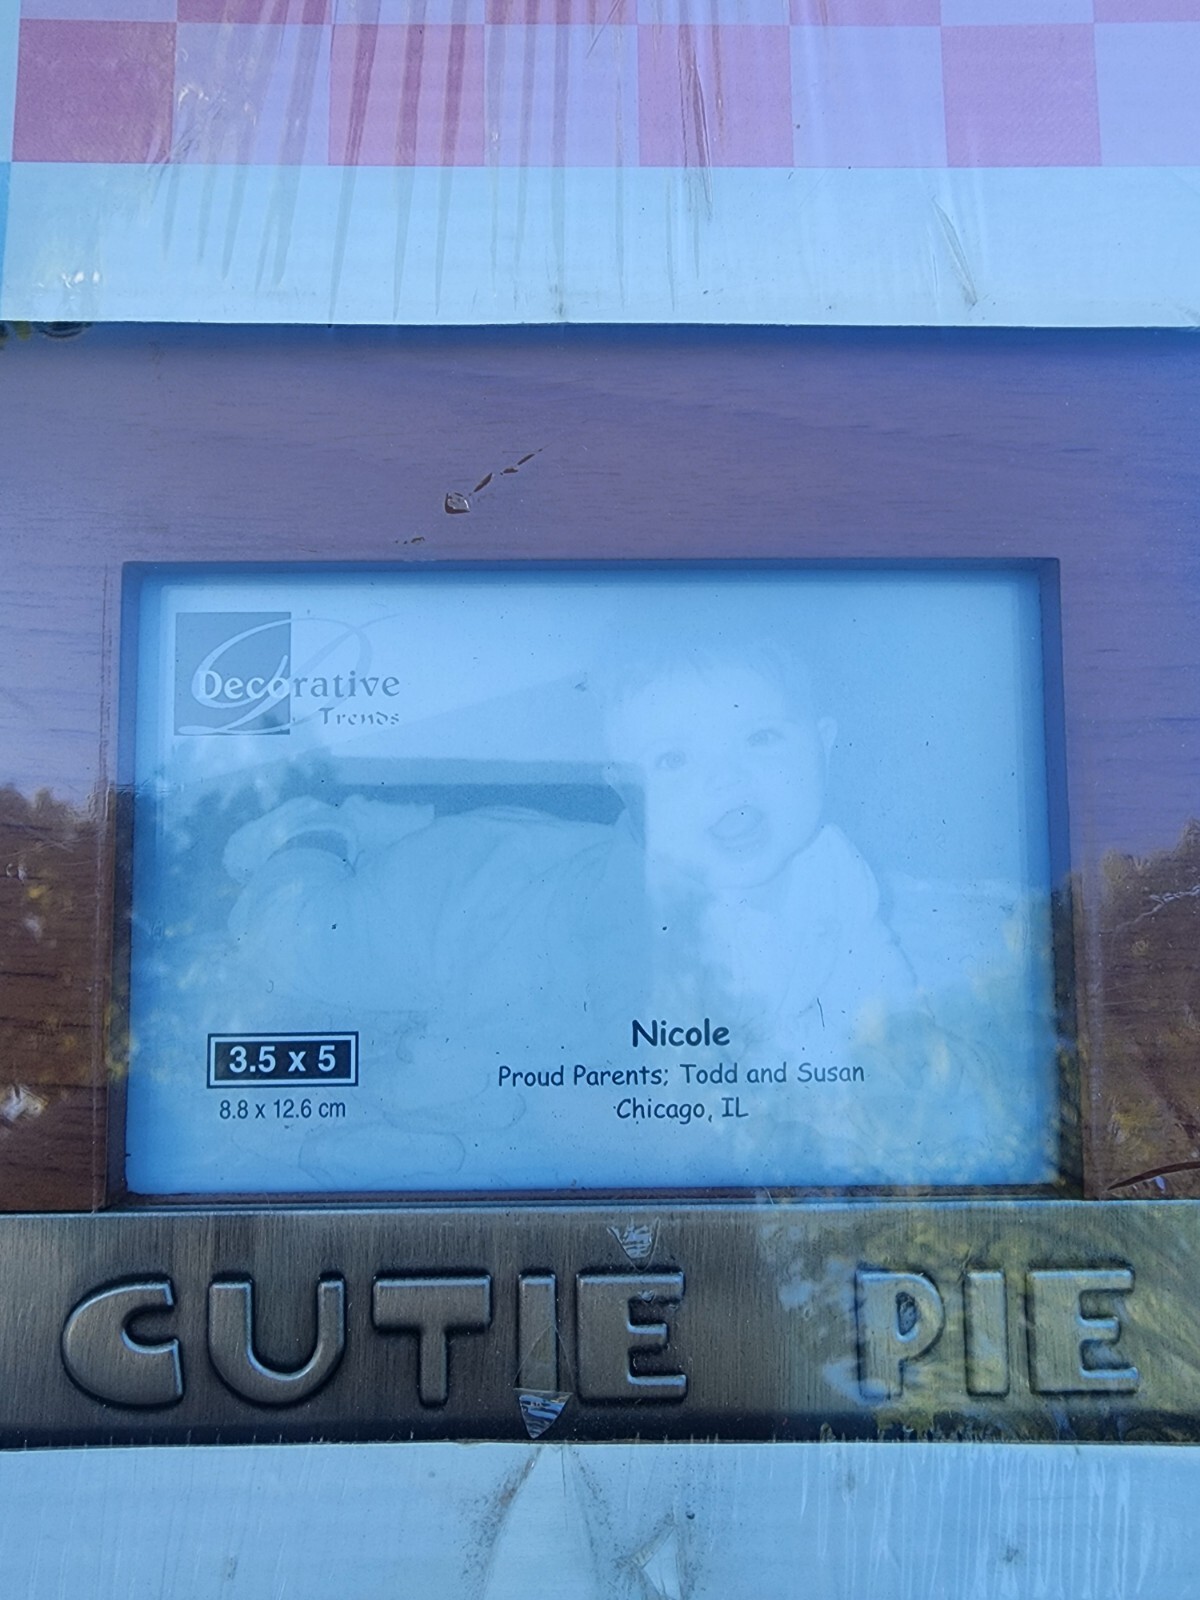 Decorative
Trends
3.5 x 5
8.8 x 12.6 cm
Nicole
Proud Parents; Todd and Susan
Chicago, IL
CUTIE PIE